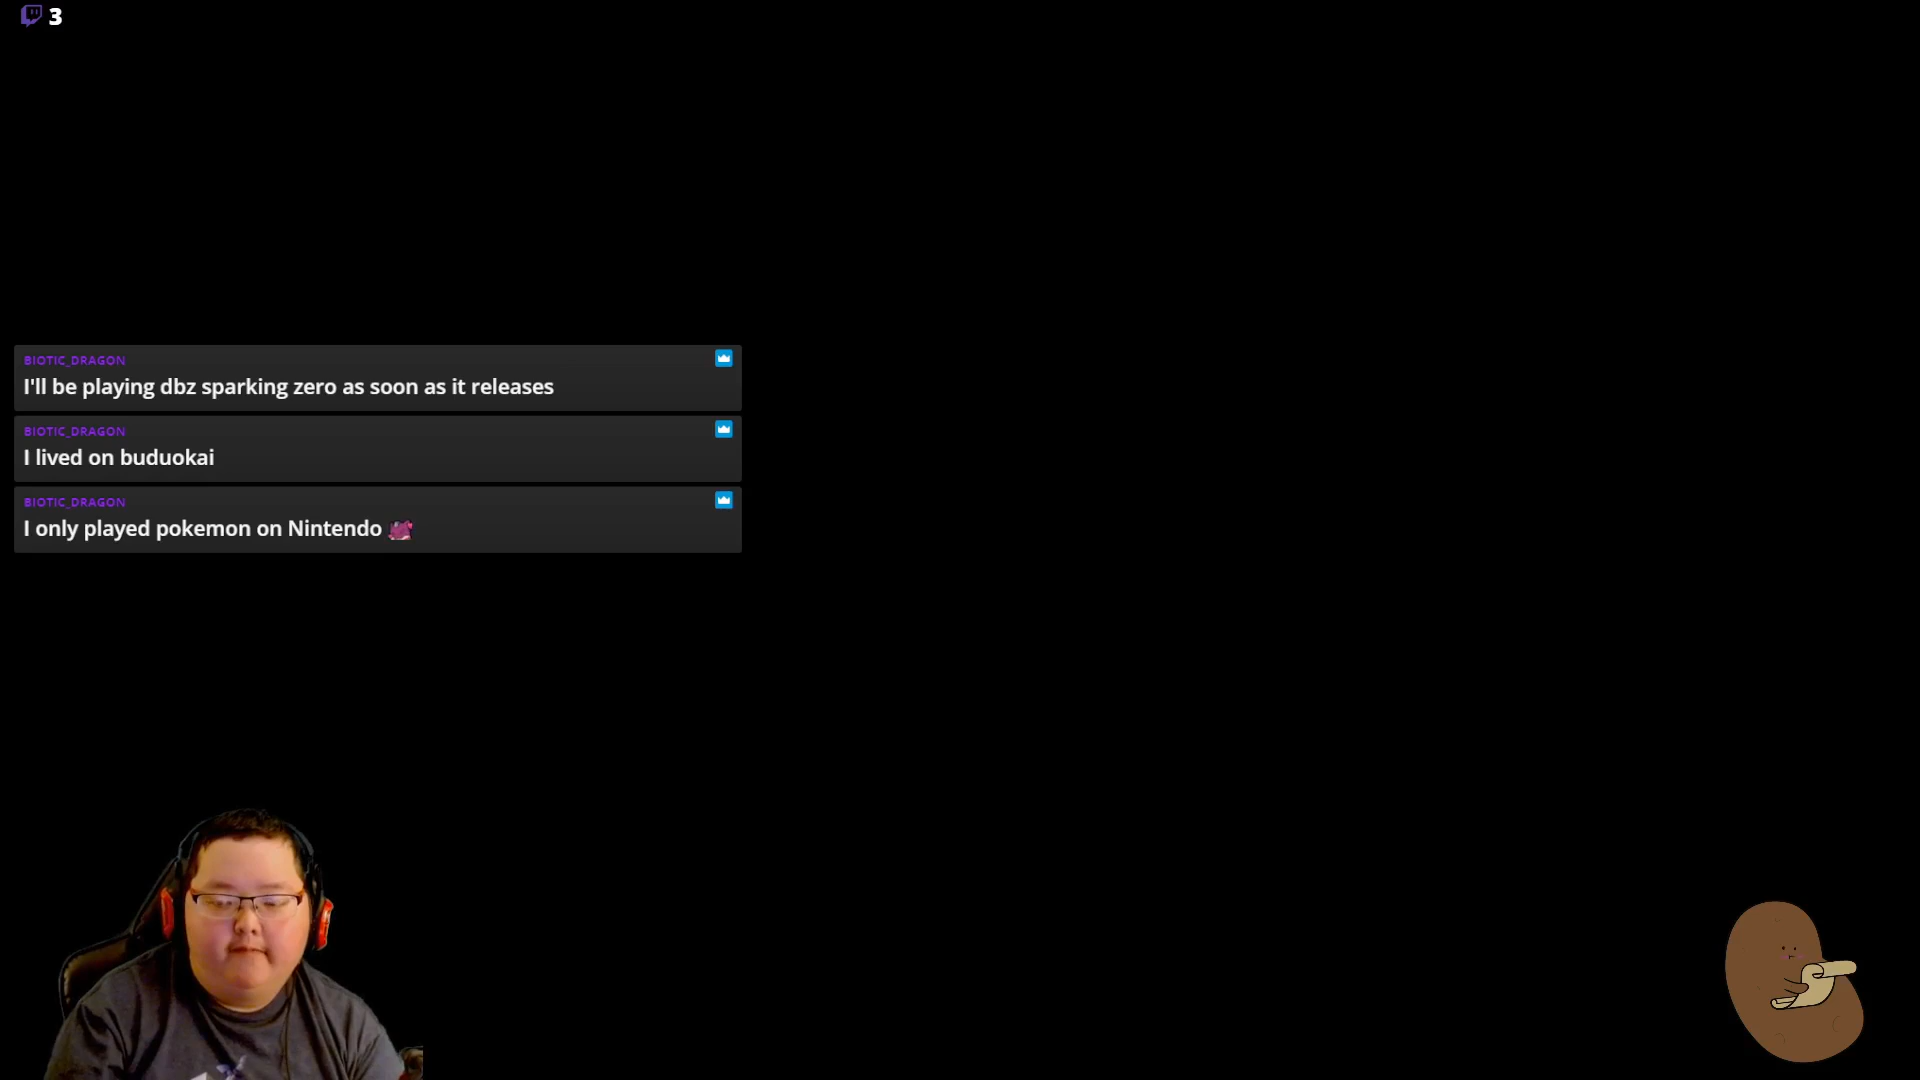 3
BIOTIC_DRAGON
I'll be playing dbz sparking zero as soon as it releases
BIOTIC_DRAGON
I lived on buduokai
BIOTIC_DRAGON
I only played pokemon on Nintendo